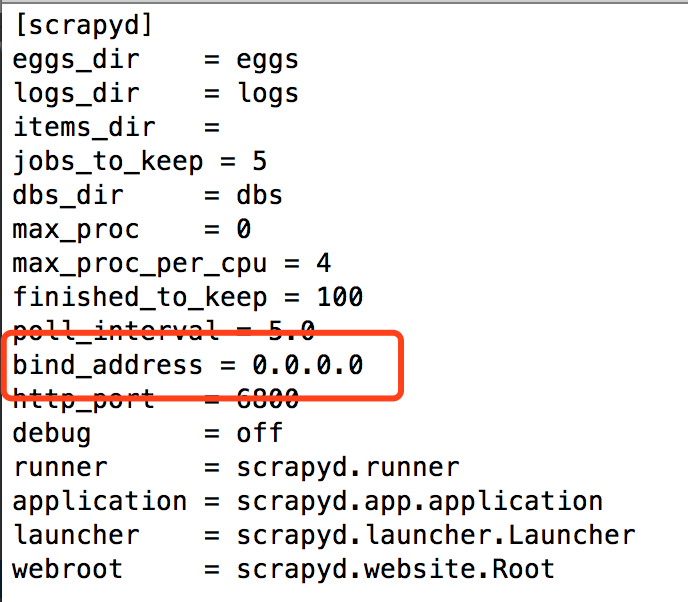 [scrapyd]
eggs_dir    = eggs
logs_dir    = logs
items_dir   =
jobs_to_keep = 5
dbs_dir     = dbs
max_proc    = 0
max_proc_per_cpu = 4
finished_to_keep = 100
poll_interval = 5.0
bind_address = 0.0.0.0
http_port   = 6800
debug       = off
runner      = scrapyd.runner
application = scrapyd.app.application
launcher    = scrapyd.launcher.Launcher
webroot     = scrapyd.website.Root